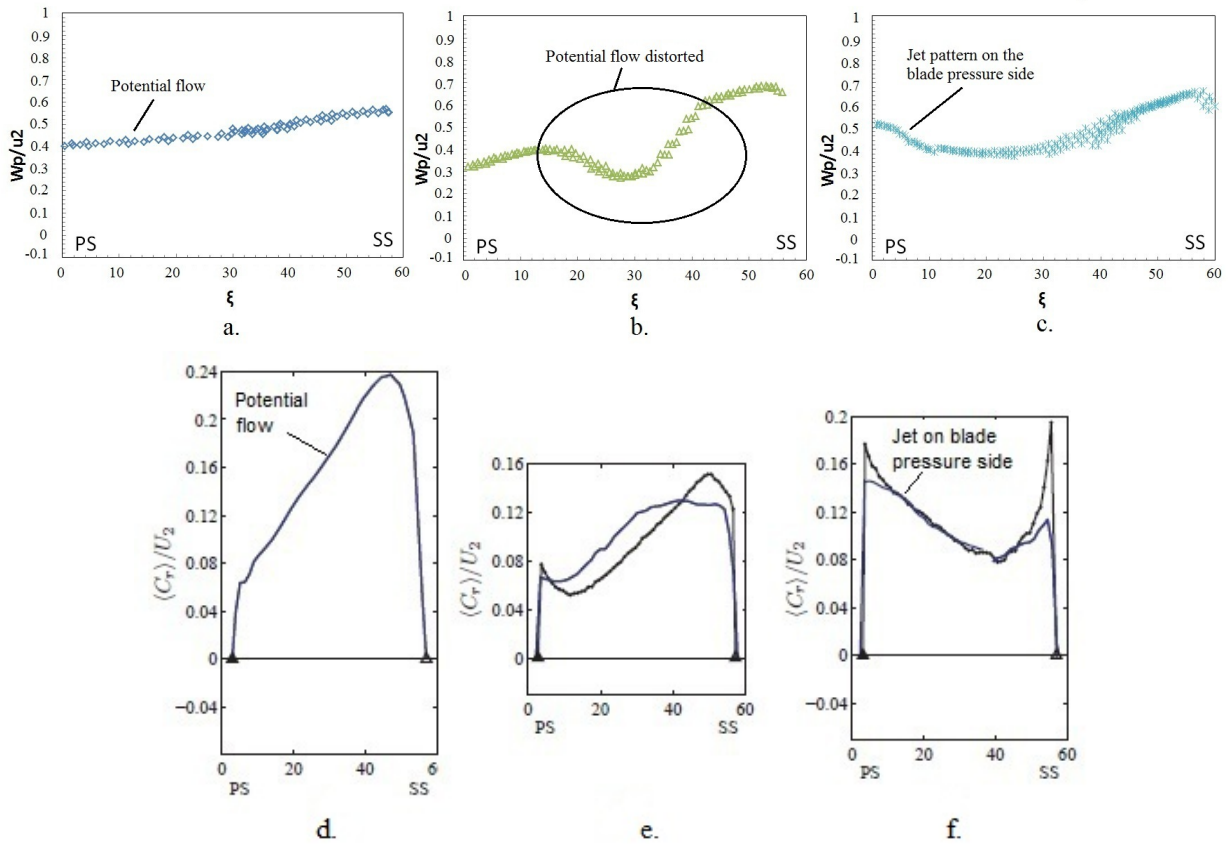 1
0.9
0.8
0.7
0.6
0.5
0.4
0.3
0.2
0.1
0
-0.1
Wp/u2
Potential flow
PS
SS
0 10 20 30 40 50 60
ξ
a.
1
0.9
0.8
0.7
0.6
0.5
0.4
0.3
0.2
0.1
0
-0.1
Wp/u2
Potential flow distorted
PS
SS
0 10 20 30 40 50 60
ξ
b.
1
0.9
0.8
0.7
0.6
0.5
0.4
0.3
0.2
0.1
0
-0.1
Wp/u2
Jet pattern on the
blade pressure side
PS
SS
0 10 20 30 40 50 60
ξ
c.
0.24
0.2
0.16
0.12
0.08
0.04
0
−0.04
⟨Cr⟩/U2
Potential
flow
0 20 40 6
PS SS
d.
0.16
0.12
0.08
0.04
0
⟨Cr⟩/U2
0 20 40 60
PS SS
e.
0.2
0.16
0.12
0.08
0.04
0
−0.04
⟨Cr⟩/U2
Jet on blade
pressure side
0 20 40 60
PS SS
f.